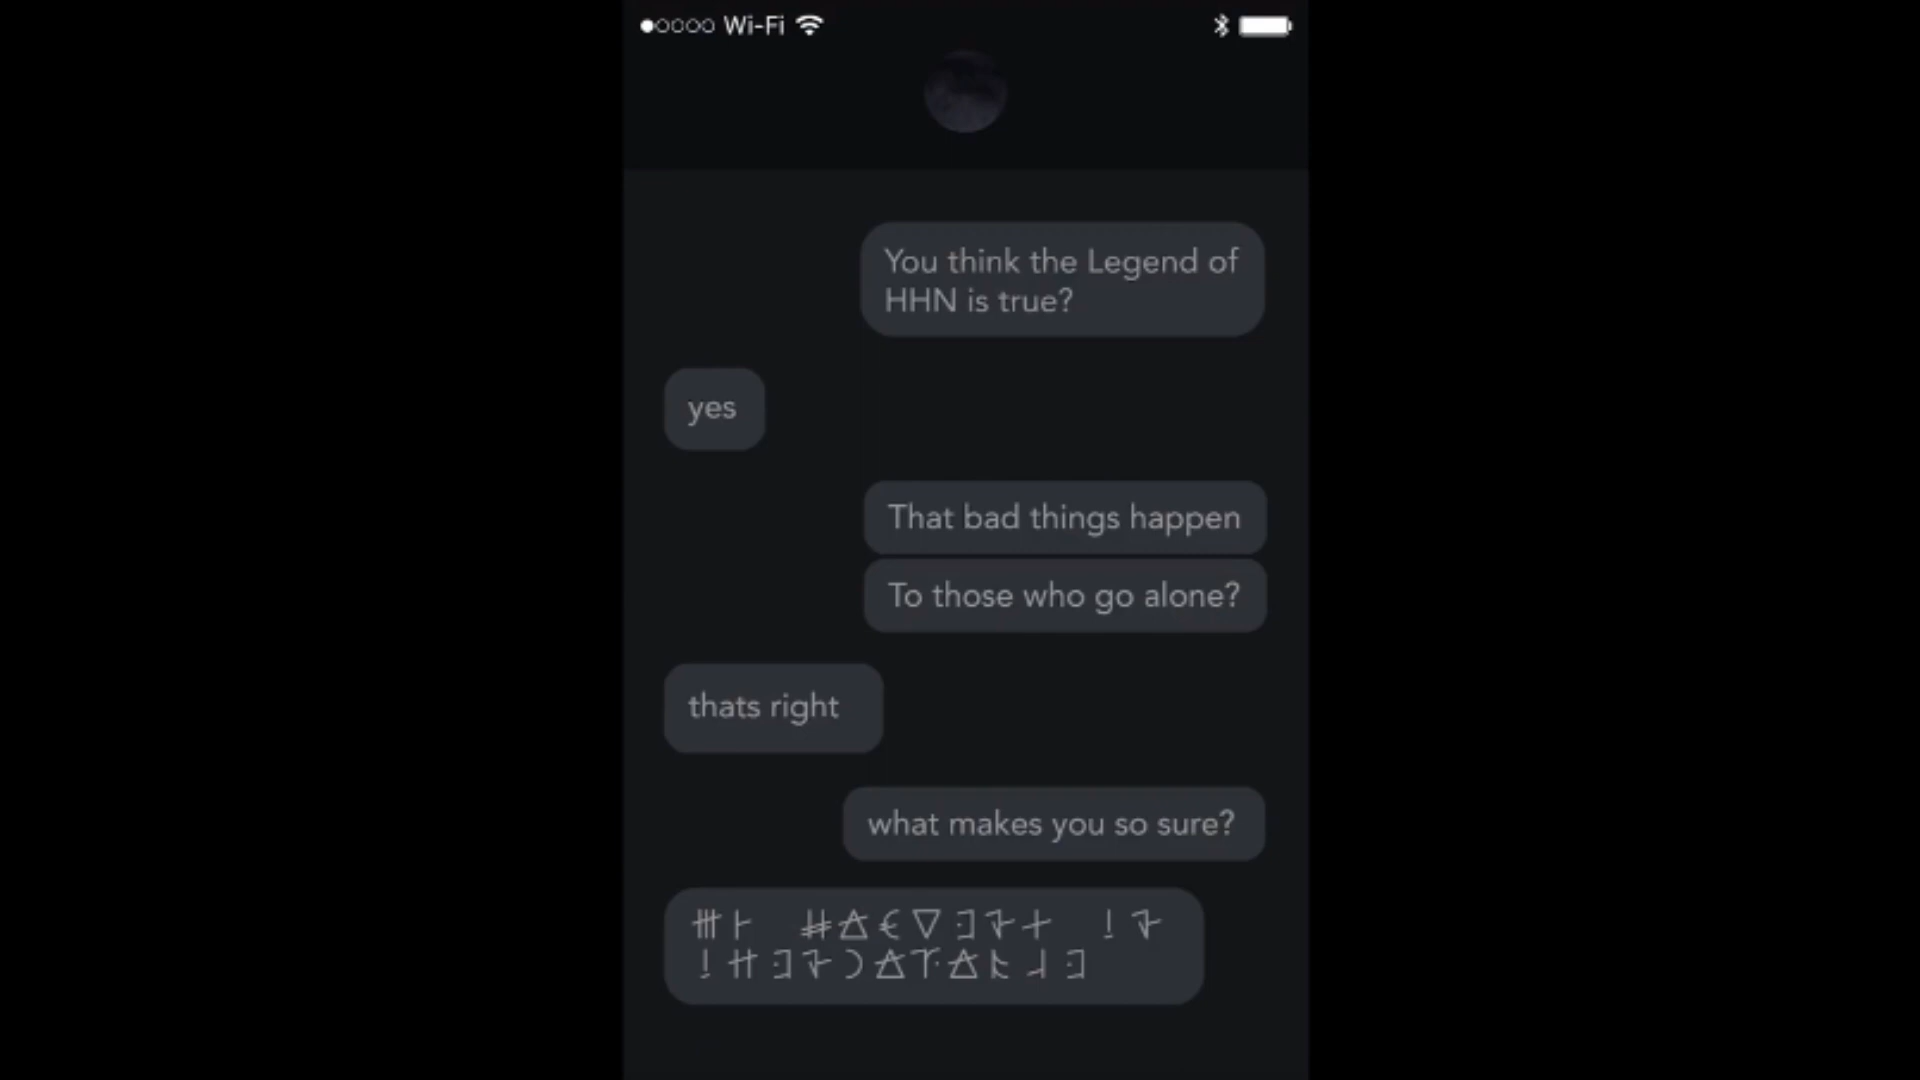 Wi-Fi
You think the Legend of
HHN is true?
yes
That bad things happen
To those who go alone?
thats right
what makes you so sure?